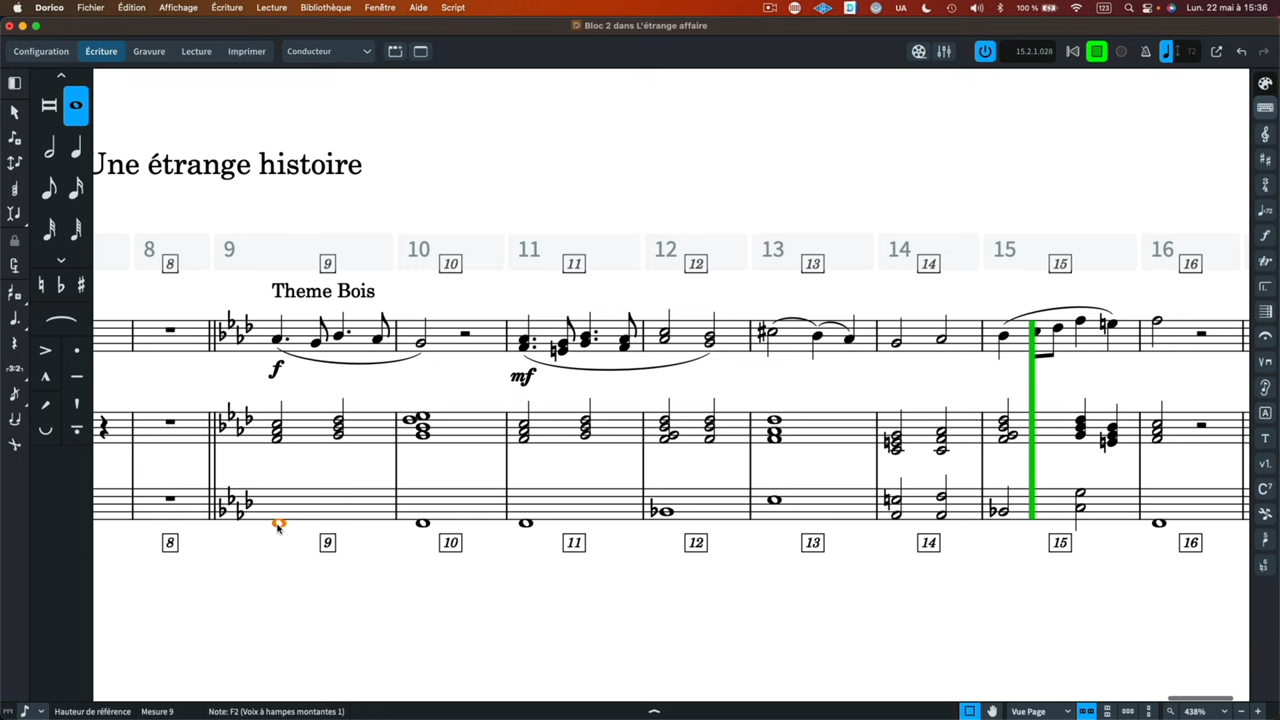 Dorico Fichier Édition Affichage Écriture Lecture Bibliothèque Fenêtre Aide Script UA 100 % 123 Lun. 22 mai à 15:36
Bloc 2 dans L'étrange affaire
Configuration Écriture Gravure Lecture Imprimer Conducteur 15.2.1.028 72
Une étrange histoire
8 9 10 11 12 13 14 15 16
8 9 10 11 12 13 14 15 16
Theme Bois
f
mf
8 9 10 11 12 13 14 15 16
Hauteur de référence Mesure 9 Note: F2 (Voix à hampes montantes 1) Vue Page 438%